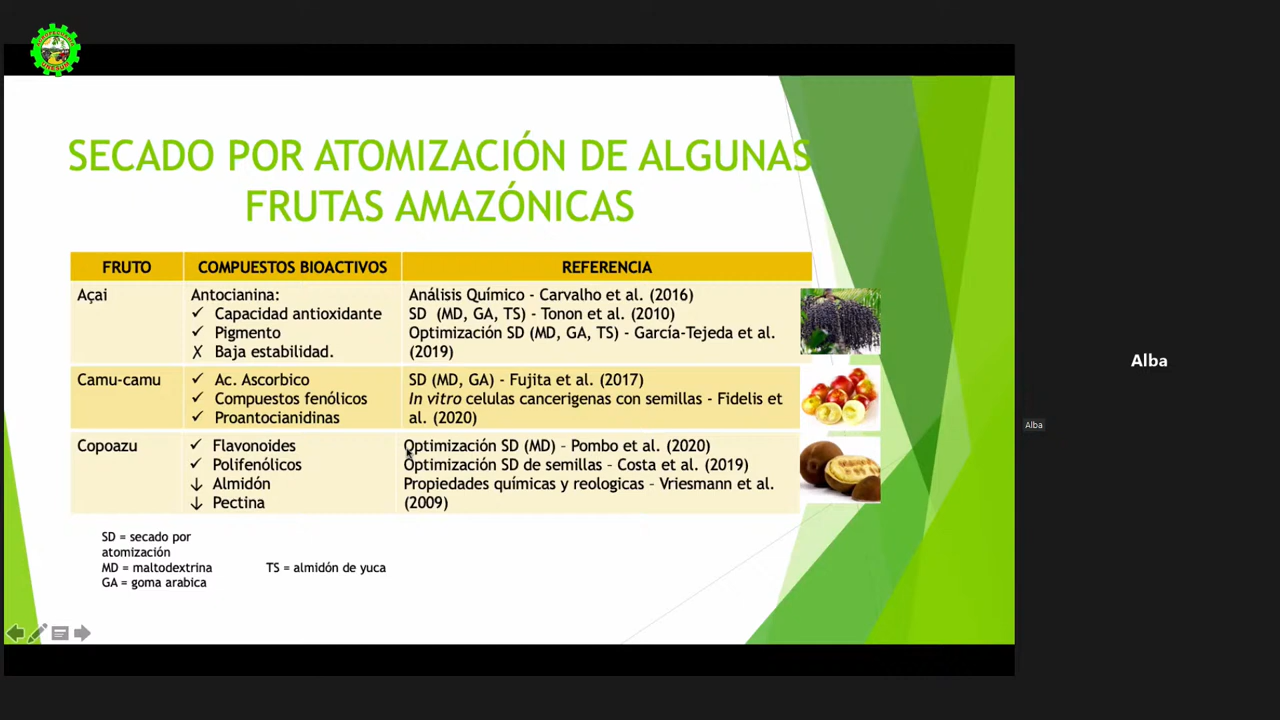 SECADO POR ATOMIZACIÓN DE ALGUNAS
FRUTAS AMAZÓNICAS
FRUTO
COMPUESTOS BIOACTIVOS
REFERENCIA
Açai
Antocianina:
✓ Capacidad antioxidante
✓ Pigmento
X Baja estabilidad.
Análisis Químico - Carvalho et al. (2016)
SD (MD, GA, TS) - Tonon et al. (2010)
Optimización SD (MD, GA, TS) - García-Tejeda et al.
(2019)
Camu-camu
✓ Ac. Ascorbico
✓ Compuestos fenólicos
✓ Proantocianidinas
SD (MD, GA) - Fujita et al. (2017)
In vitro celulas cancerigenas con semillas - Fidelis et
al. (2020)
Copoazu
✓ Flavonoides
✓ Polifenólicos
↓ Almidón
↓ Pectina
Optimización SD (MD) – Pombo et al. (2020)
Optimización SD de semillas – Costa et al. (2019)
Propiedades químicas y reologicas – Vriesmann et al.
(2009)
SD = secado por
atomización
MD = maltodextrina
GA = goma arabica
TS = almidón de yuca
Alba
Alba